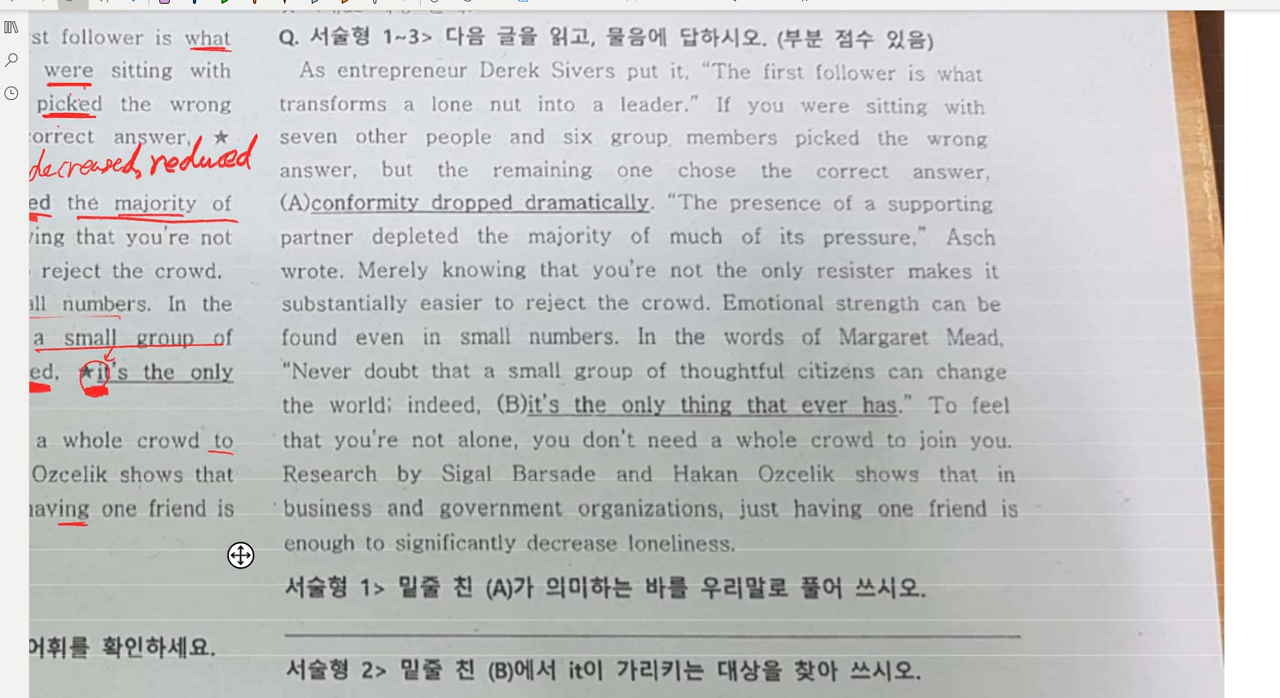 st follower is what
were sitting with
picked the wrong
orrect answer, ★
decreased, reduced
ed the majority of
ing that you're not
reject the crowd.
all numbers. In the
a small group of
ed, ★it's the only
a whole crowd to
Ozcelik shows that
having one friend is
어휘를 확인하세요.
Q. 서술형 1~3> 다음 글을 읽고, 물음에 답하시오. (부분 점수 있음)
As entrepreneur Derek Sivers put it, “The first follower is what
transforms a lone nut into a leader.” If you were sitting with
seven other people and six group members picked the wrong
answer, but the remaining one chose the correct answer,
(A)conformity dropped dramatically. “The presence of a supporting
partner depleted the majority of much of its pressure,” Asch
wrote. Merely knowing that you're not the only resister makes it
substantially easier to reject the crowd. Emotional strength can be
found even in small numbers. In the words of Margaret Mead,
“Never doubt that a small group of thoughtful citizens can change
the world; indeed, (B)it's the only thing that ever has.” To feel
that you're not alone, you don't need a whole crowd to join you.
Research by Sigal Barsade and Hakan Ozcelik shows that in
business and government organizations, just having one friend is
enough to significantly decrease loneliness.
서술형 1> 밑줄 친 (A)가 의미하는 바를 우리말로 풀어 쓰시오.
서술형 2> 밑줄 친 (B)에서 it이 가리키는 대상을 찾아 쓰시오.